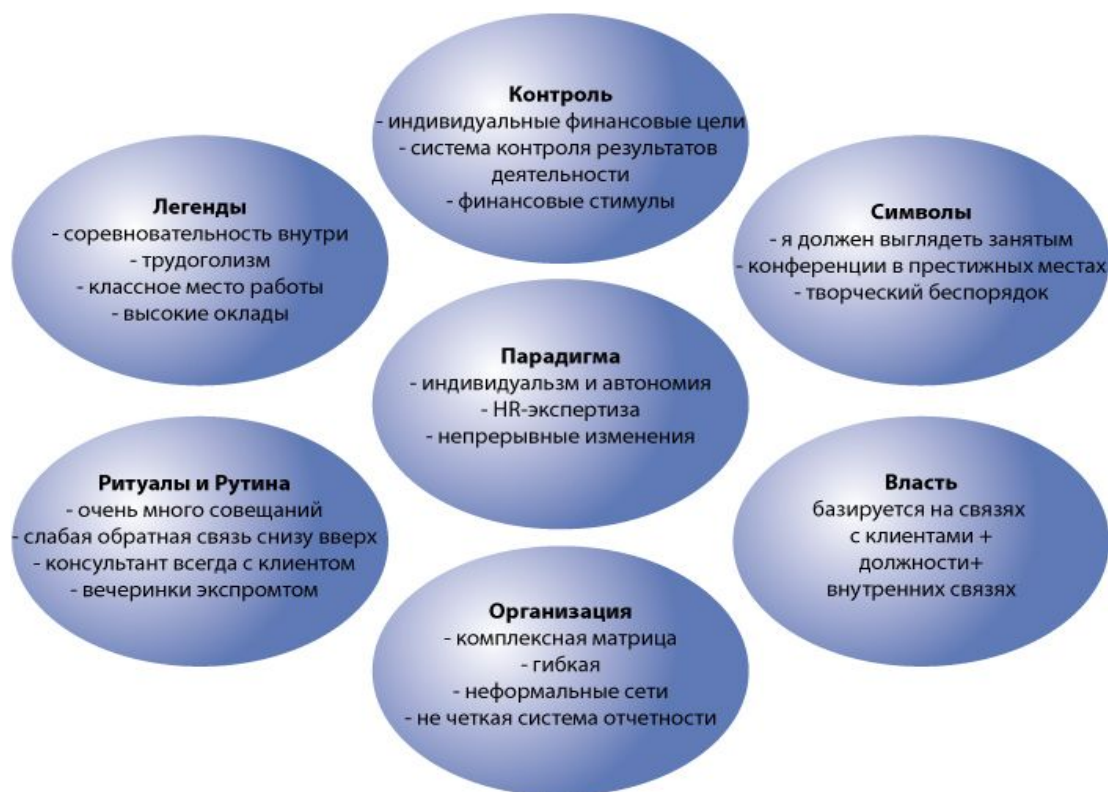 Контроль
- индивидуальные финансовые цели
- система контроля результатов
деятельности
- финансовые стимулы
Легенды
- соревновательность внутри
- трудоголизм
- классное место работы
- высокие оклады
Символы
- я должен выглядеть занятым
- конференции в престижных местах
- творческий беспорядок
Парадигма
- индивидуальзм и автономия
- HR-экспертиза
- непрерывные изменения
Ритуалы и Рутина
- очень много совещаний
- слабая обратная связь снизу вверх
- консультант всегда с клиентом
- вечеринки экспромтом
Власть
базируется на связях
с клиентами +
должности+
внутренних связях
Организация
- комплексная матрица
- гибкая
- неформальные сети
- не четкая система отчетности